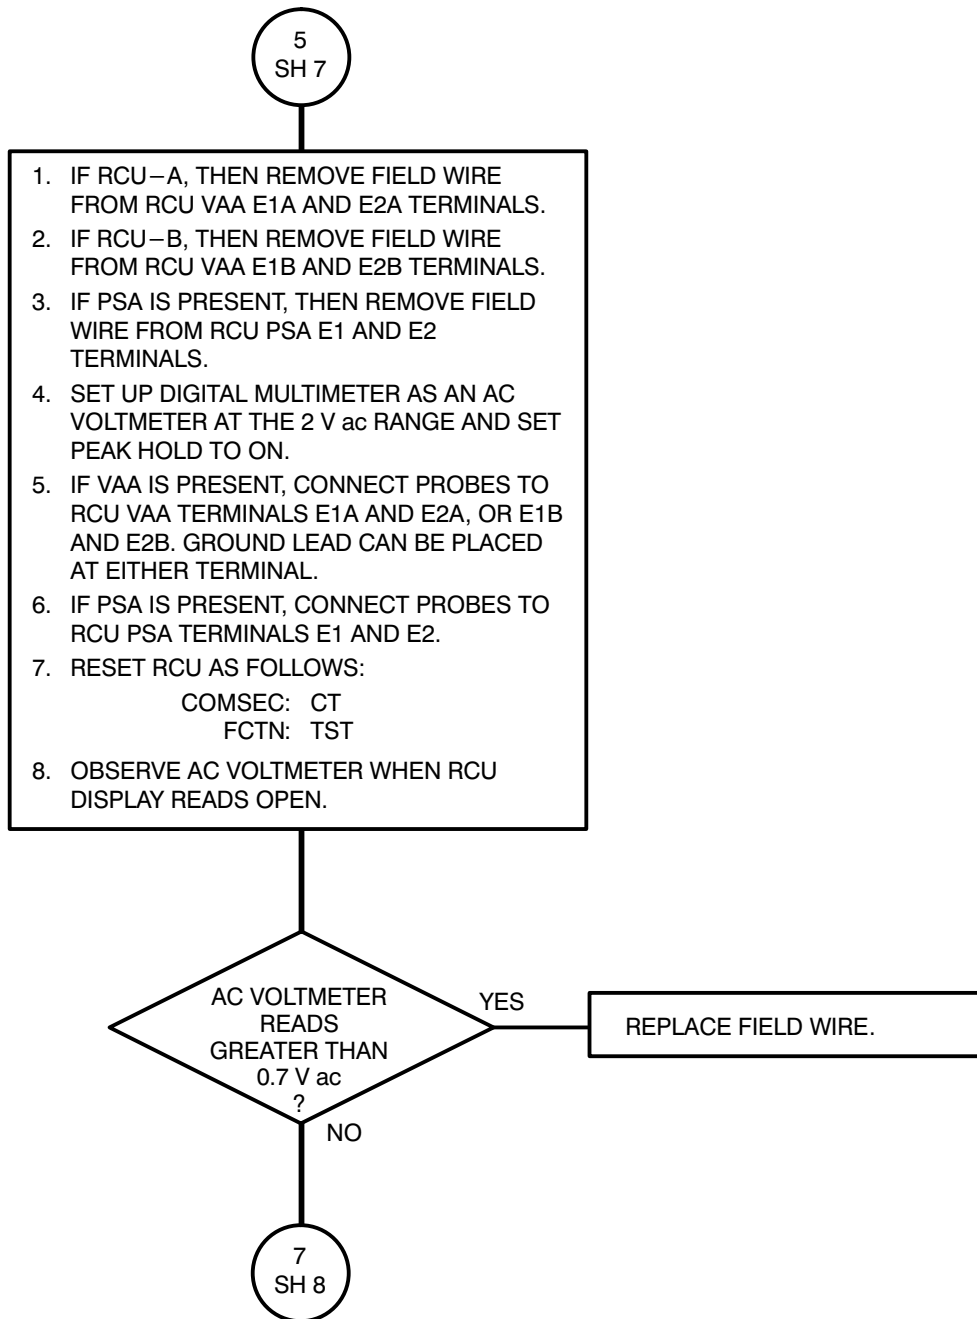 5
SH 7
1. IF RCU–A, THEN REMOVE FIELD WIRE
FROM RCU VAA E1A AND E2A TERMINALS.
2. IF RCU–B, THEN REMOVE FIELD WIRE
FROM RCU VAA E1B AND E2B TERMINALS.
3. IF PSA IS PRESENT, THEN REMOVE FIELD
WIRE FROM RCU PSA E1 AND E2
TERMINALS.
4. SET UP DIGITAL MULTIMETER AS AN AC
VOLTMETER AT THE 2 V ac RANGE AND SET
PEAK HOLD TO ON.
5. IF VAA IS PRESENT, CONNECT PROBES TO
RCU VAA TERMINALS E1A AND E2A, OR E1B
AND E2B. GROUND LEAD CAN BE PLACED
AT EITHER TERMINAL.
6. IF PSA IS PRESENT, CONNECT PROBES TO
RCU PSA TERMINALS E1 AND E2.
7. RESET RCU AS FOLLOWS:
COMSEC: CT
FCTN: TST
8. OBSERVE AC VOLTMETER WHEN RCU
DISPLAY READS OPEN.
AC VOLTMETER
READS
GREATER THAN
0.7 V ac
?
YES
REPLACE FIELD WIRE.
NO
7
SH 8